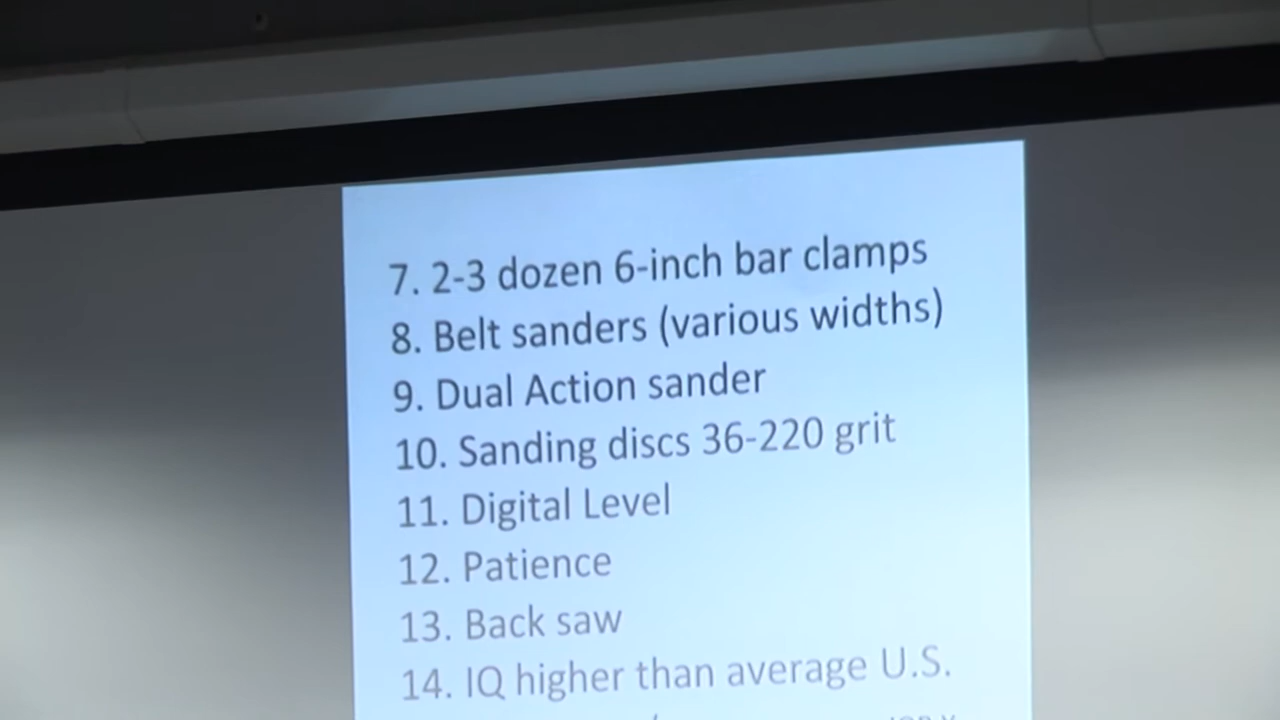 7. 2-3 dozen 6-inch bar clamps
8. Belt sanders (various widths)
9. Dual Action sander
10. Sanding discs 36-220 grit
11. Digital Level
12. Patience
13. Back saw
14. IQ higher than average U.S.